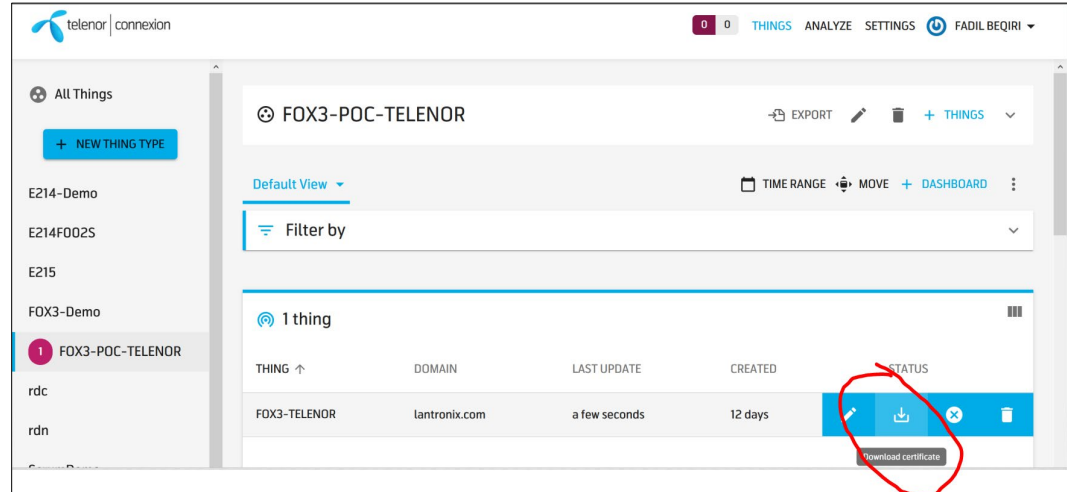 telenor | connexion
0 0 THINGS ANALYZE SETTINGS FADIL BEQIRI
All Things
+ NEW THING TYPE
E214-Demo
E214F002S
E215
FOX3-Demo
1 FOX3-POC-TELENOR
rdc
rdn
FOX3-POC-TELENOR
EXPORT + THINGS
Default View
TIME RANGE MOVE + DASHBOARD
Filter by
1 thing
THING ↑ DOMAIN LAST UPDATE CREATED STATUS
FOX3-TELENOR lantronix.com a few seconds 12 days
Download certificate